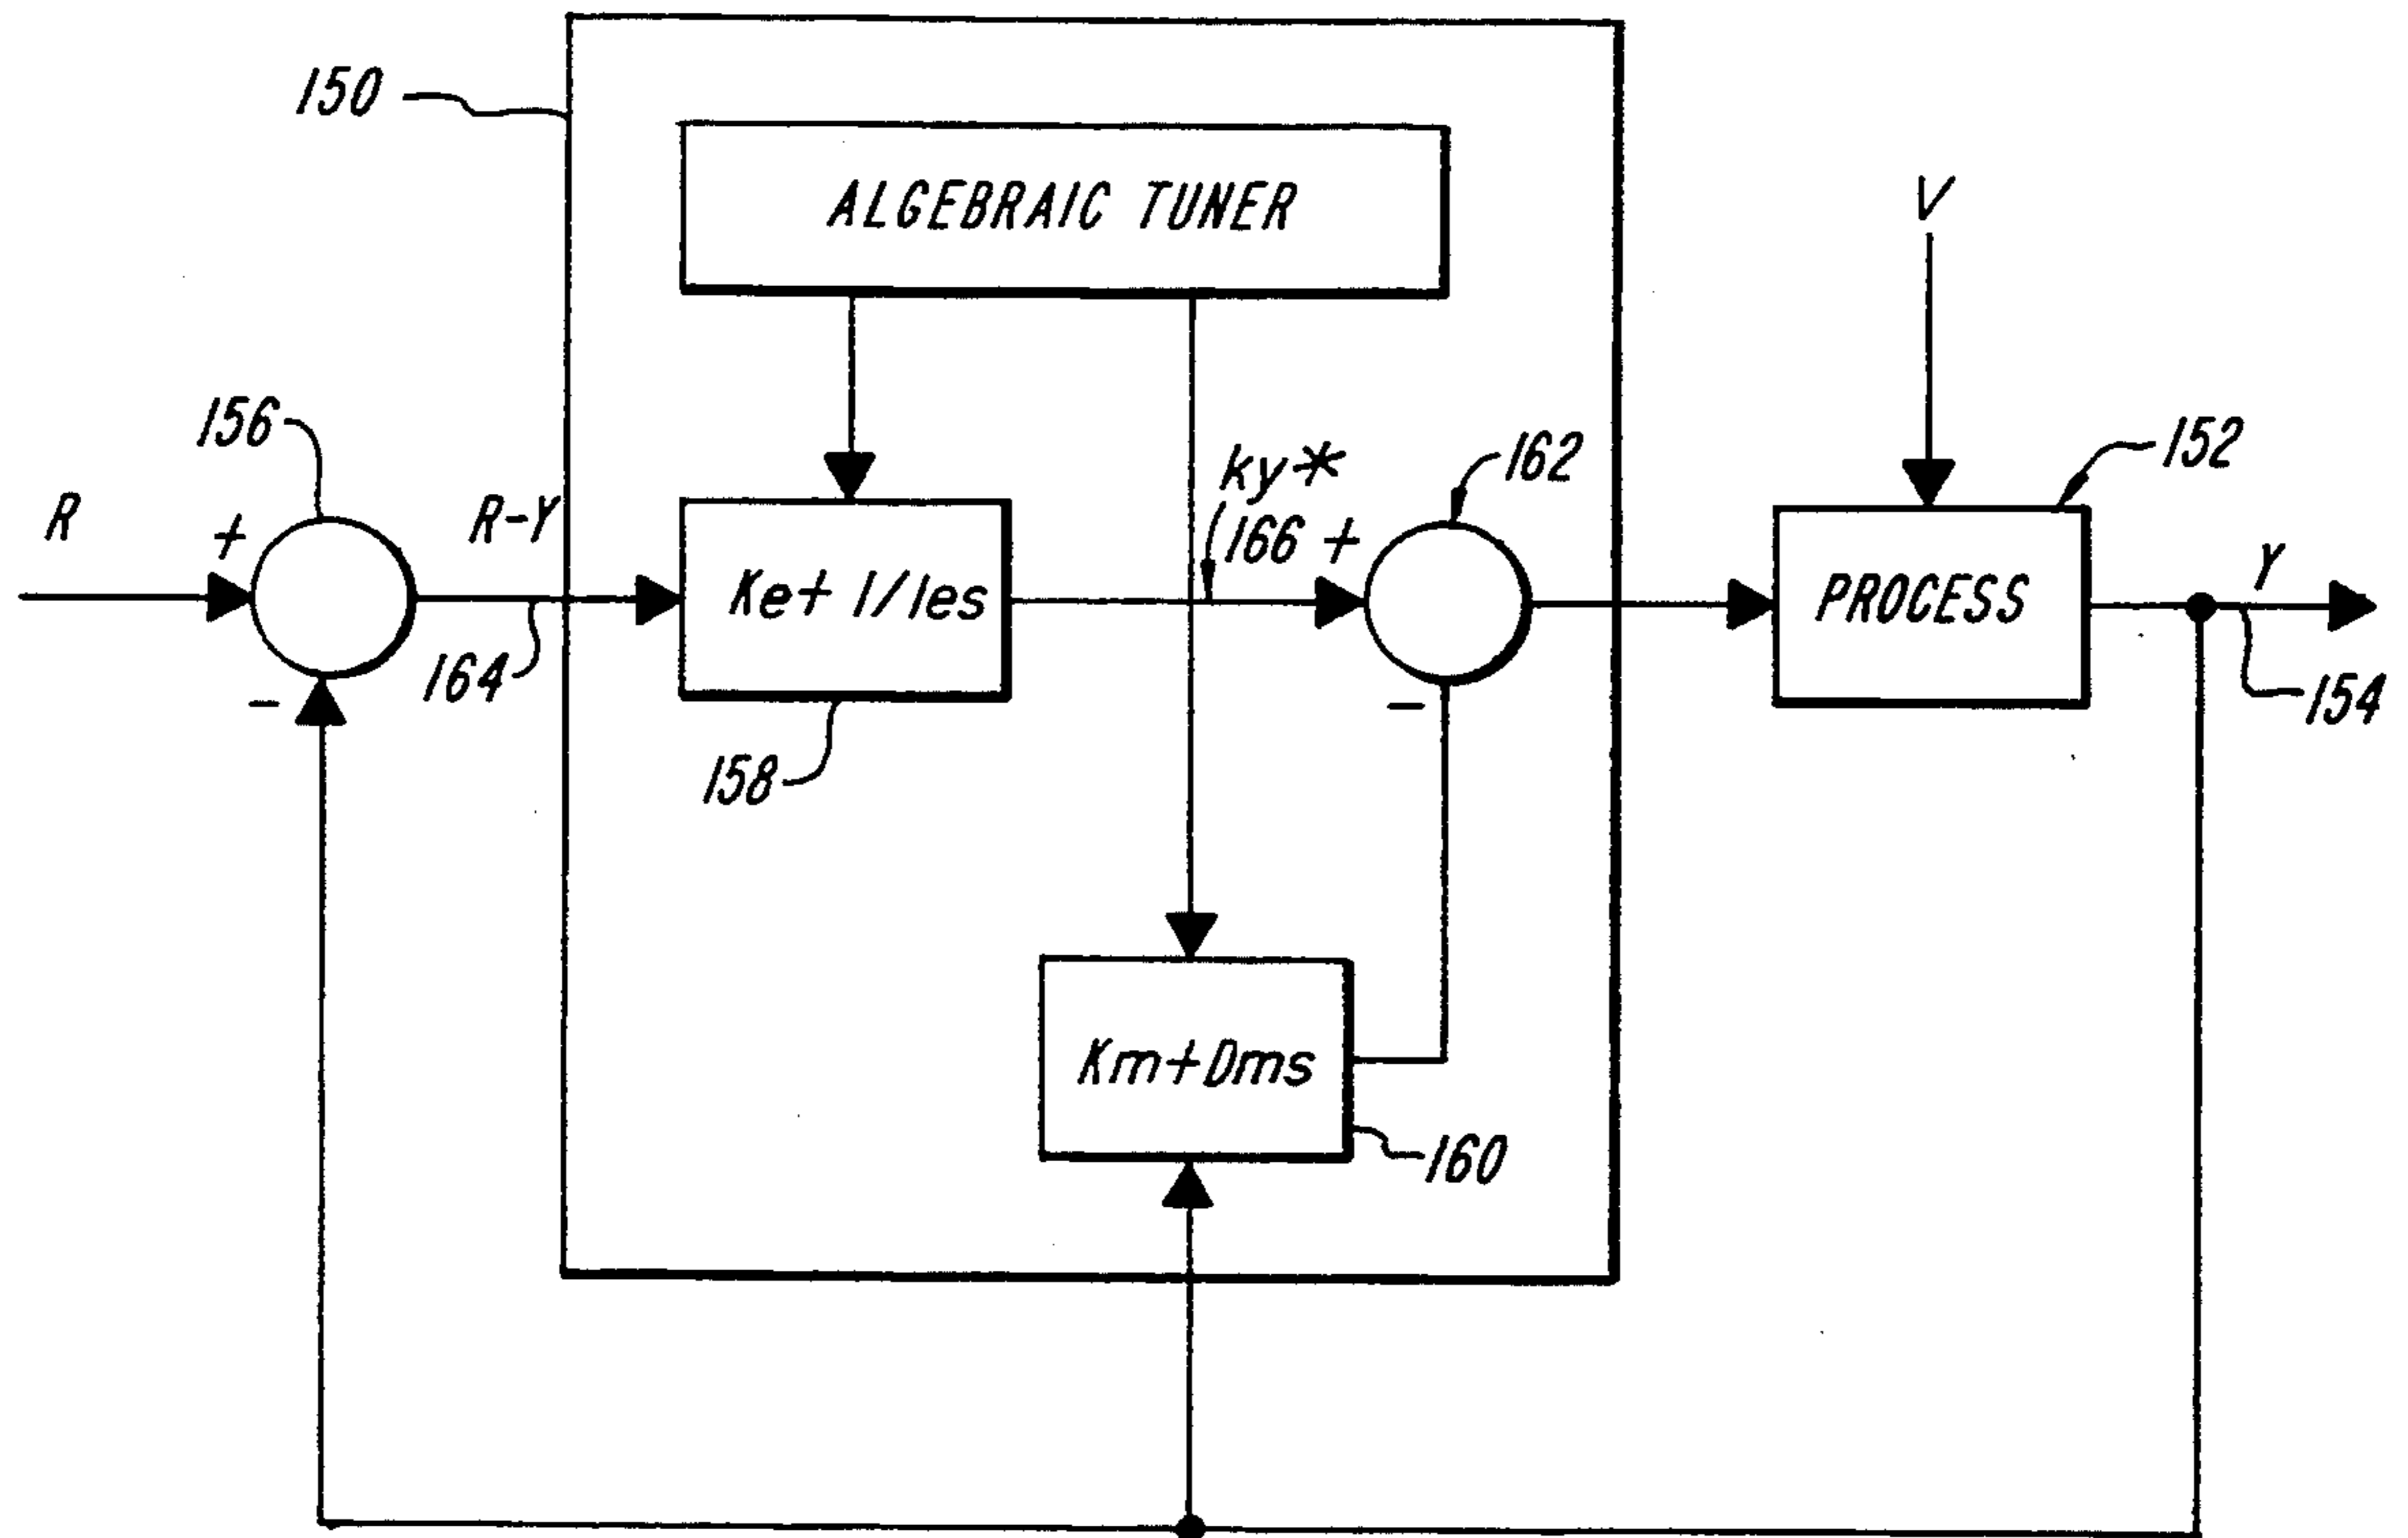 150
ALGEBRAIC TUNER
V
156
ky*
162
152
R
+
R-Y
166 +
Y
Ke+ 1/Ies
PROCESS
164
-
-
154
158
Km+Dms
160